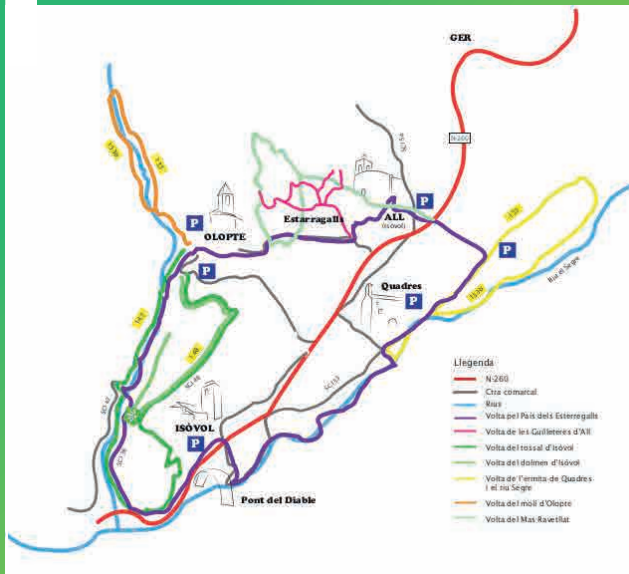 GER
N-260
P
Estarragalls
ALL
(Isòvol)
P
OLOPTE
P
P
Quadres
P
Riu el Segre
ISÒVOL
P
Pont del Diable
Llegenda
N-260
Ctra comarcal
Rius
Volta pel País dels Esterregalls
Volta de les Guilleteres d'All
Volta del tossal d'Isòvol
Volta del dolmen d'Isòvol
Volta de l'ermita de Quadres
i el riu Segre
Volta del molí d'Olopte
Volta del Mas Ravetllat